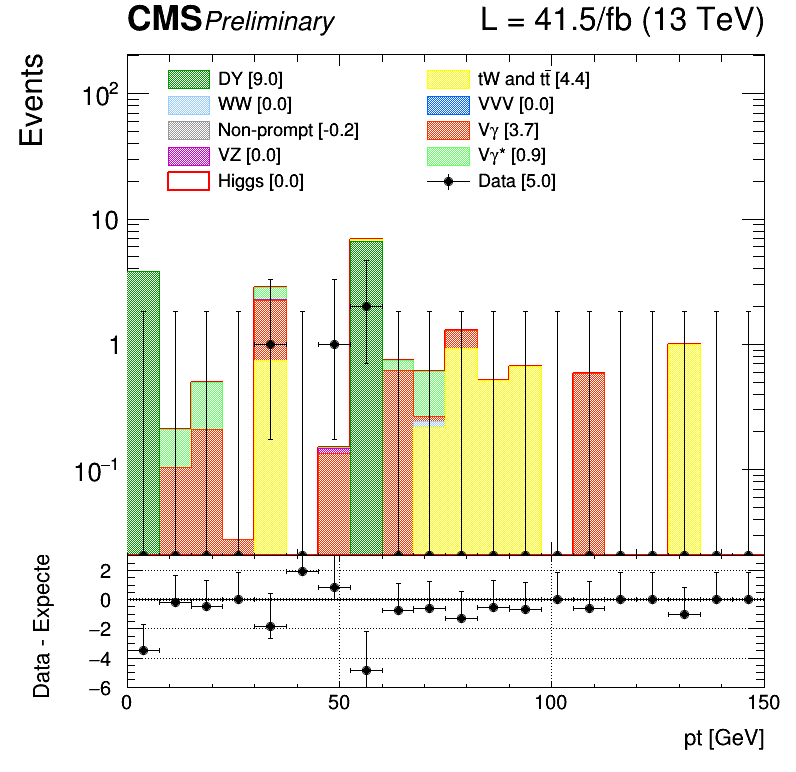 CMS Preliminary L = 41.5/fb (13 TeV)
Events
10²
10
1
10⁻¹
DY [9.0]
WW [0.0]
Non-prompt [-0.2]
VZ [0.0]
Higgs [0.0]
tW and tt̄ [4.4]
VVV [0.0]
Vγ [3.7]
Vγ* [0.9]
Data [5.0]
Data - Expecte
2
0
−2
−4
−6
0 50 100 150
pt [GeV]